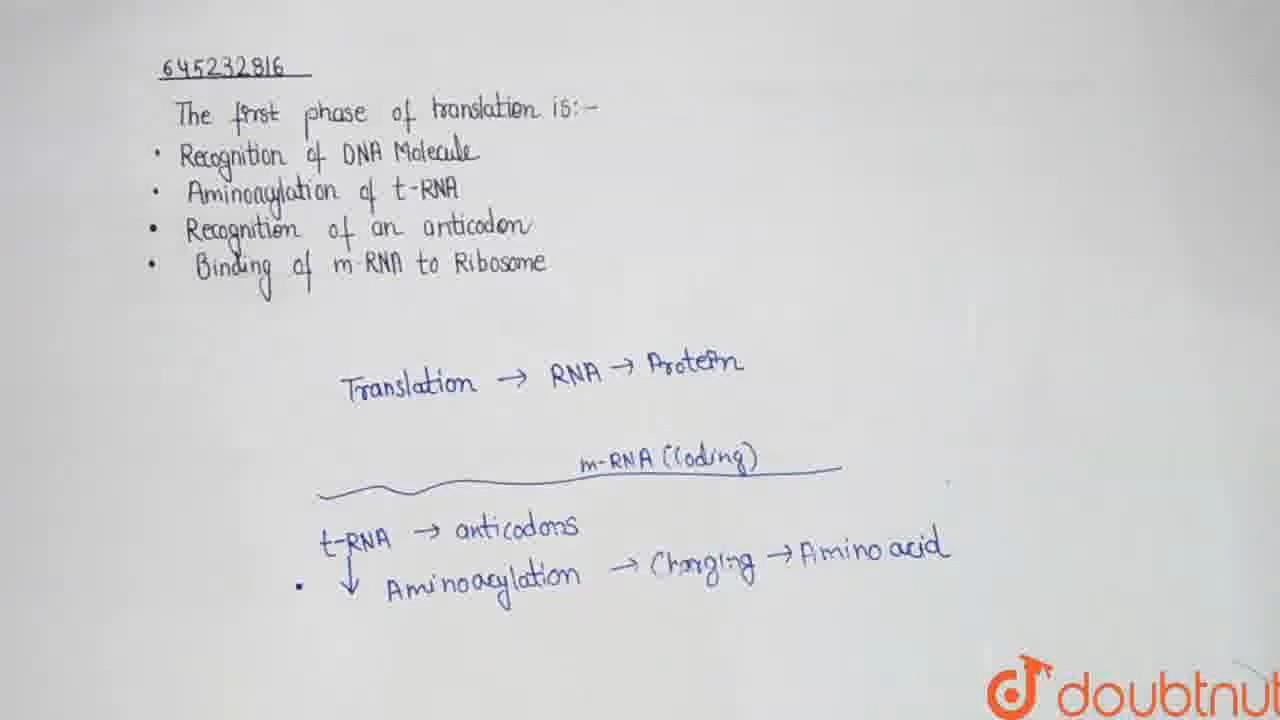 645232816
The first phase of translation is:-
• Recognition of DNA Molecule
• Aminoacylation of t-RNA
• Recognition of an anticodon
• Binding of m-RNA to Ribosome
Translation → RNA → Protein
m-RNA (Coding)
t-RNA → anticodons
• ↓ Aminoacylation → Charging → Amino acid
doubtnut